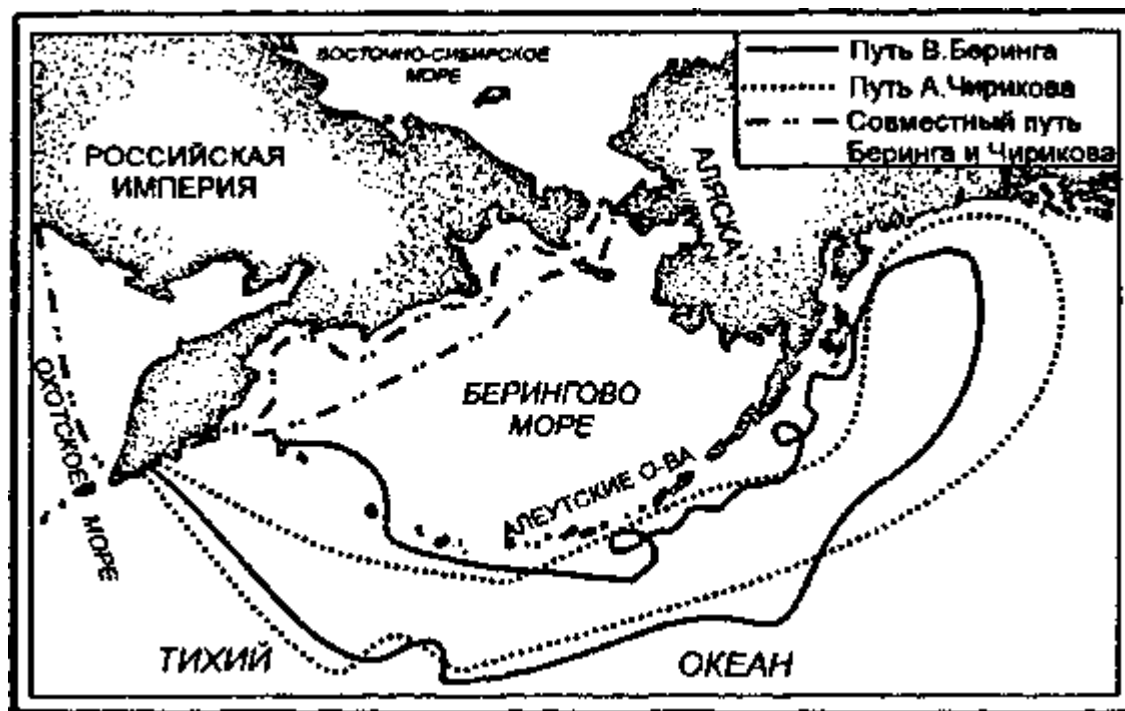 ВОСТОЧНО-СИБИРСКОЕ
МОРЕ
Путь В.Беринга
Путь А.Чирикова
Совместный путь
Беринга и Чирикова
РОССИЙСКАЯ
ИМПЕРИЯ
АЛЯСКА
БЕРИНГОВО
МОРЕ
ОХОТСКОЕ
МОРЕ
АЛЕУТСКИЕ О-ВА
ТИХИЙ
ОКЕАН